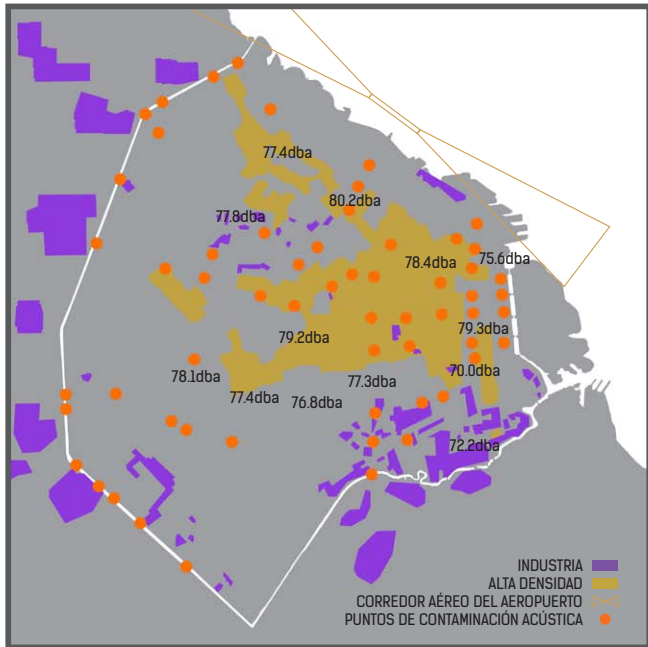 77.4dba
80.2dba
77.8dba
75.6dba
78.4dba
79.3dba
79.2dba
70.0dba
78.1dba
77.3dba
77.4dba
76.8dba
72.2dba
INDUSTRIA
ALTA DENSIDAD
CORREDOR AÉREO DEL AEROPUERTO
PUNTOS DE CONTAMINACIÓN ACÚSTICA